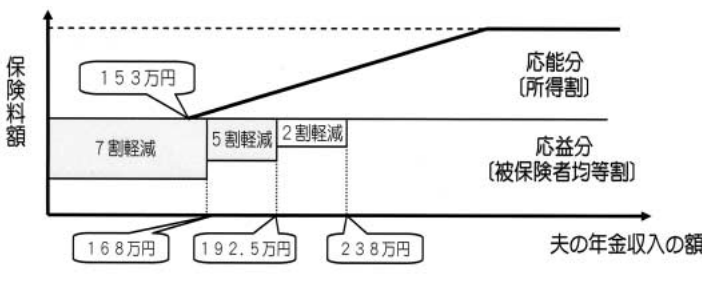 保険料額
153万円
応能分
〔所得割〕
7割軽減
5割軽減
2割軽減
応益分
〔被保険者均等割〕
168万円
192.5万円
238万円
夫の年金収入の額